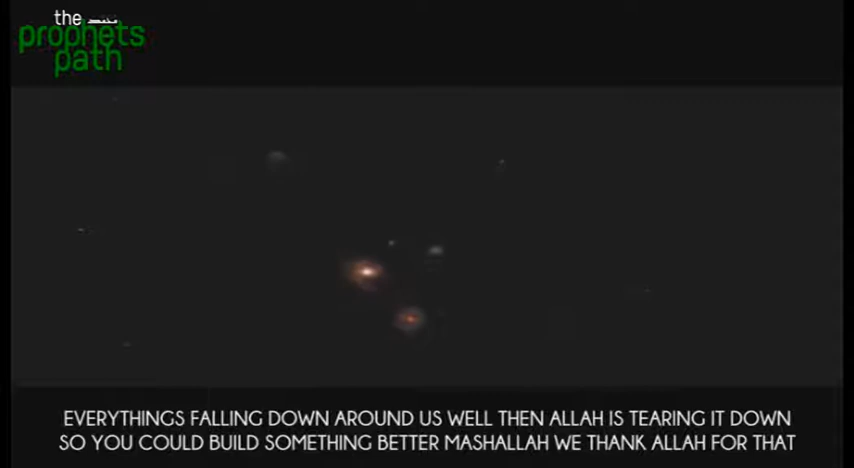 the
prophets
path
EVERYTHINGS FALLING DOWN AROUND US WELL THEN ALLAH IS TEARING IT DOWN
SO YOU COULD BUILD SOMETHING BETTER MASHALLAH WE THANK ALLAH FOR THAT